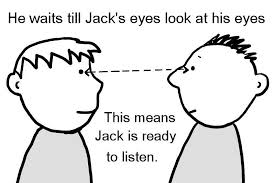 He waits till Jack's eyes look at his eyes
This means
Jack is ready
to listen.